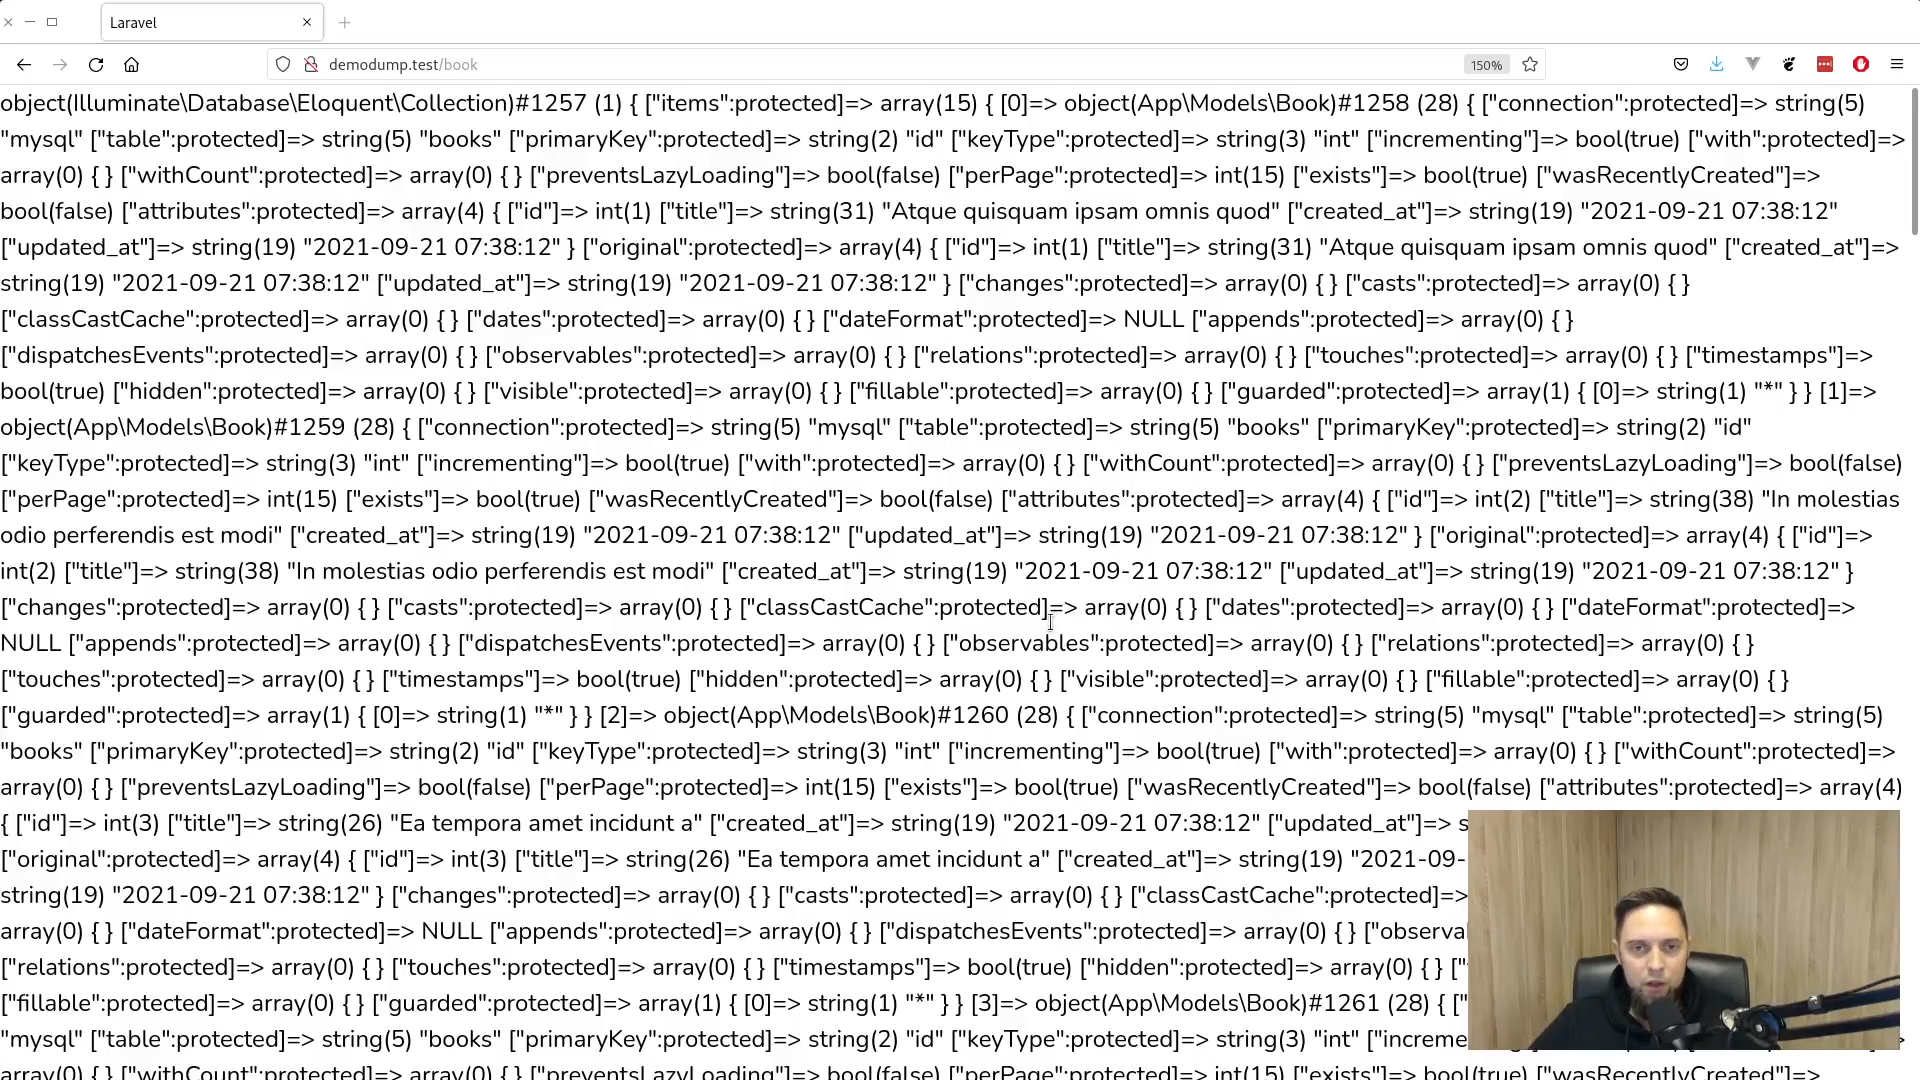 Laravel
demodump.test/book
150%
object(Illuminate\Database\Eloquent\Collection)#1257 (1) { ["items":protected]=> array(15) { [0]=> object(App\Models\Book)#1258 (28) { ["connection":protected]=> string(5)
"mysql" ["table":protected]=> string(5) "books" ["primaryKey":protected]=> string(2) "id" ["keyType":protected]=> string(3) "int" ["incrementing"]=> bool(true) ["with":protected]=>
array(0) { } ["withCount":protected]=> array(0) { } ["preventsLazyLoading"]=> bool(false) ["perPage":protected]=> int(15) ["exists"]=> bool(true) ["wasRecentlyCreated"]=>
bool(false) ["attributes":protected]=> array(4) { ["id"]=> int(1) ["title"]=> string(31) "Atque quisquam ipsam omnis quod" ["created_at"]=> string(19) "2021-09-21 07:38:12"
["updated_at"]=> string(19) "2021-09-21 07:38:12" } ["original":protected]=> array(4) { ["id"]=> int(1) ["title"]=> string(31) "Atque quisquam ipsam omnis quod" ["created_at"]=>
string(19) "2021-09-21 07:38:12" ["updated_at"]=> string(19) "2021-09-21 07:38:12" } ["changes":protected]=> array(0) { } ["casts":protected]=> array(0) { }
["classCastCache":protected]=> array(0) { } ["dates":protected]=> array(0) { } ["dateFormat":protected]=> NULL ["appends":protected]=> array(0) { }
["dispatchesEvents":protected]=> array(0) { } ["observables":protected]=> array(0) { } ["relations":protected]=> array(0) { } ["touches":protected]=> array(0) { } ["timestamps"]=>
bool(true) ["hidden":protected]=> array(0) { } ["visible":protected]=> array(0) { } ["fillable":protected]=> array(0) { } ["guarded":protected]=> array(1) { [0]=> string(1) "*" } } [1]=>
object(App\Models\Book)#1259 (28) { ["connection":protected]=> string(5) "mysql" ["table":protected]=> string(5) "books" ["primaryKey":protected]=> string(2) "id"
["keyType":protected]=> string(3) "int" ["incrementing"]=> bool(true) ["with":protected]=> array(0) { } ["withCount":protected]=> array(0) { } ["preventsLazyLoading"]=> bool(false)
["perPage":protected]=> int(15) ["exists"]=> bool(true) ["wasRecentlyCreated"]=> bool(false) ["attributes":protected]=> array(4) { ["id"]=> int(2) ["title"]=> string(38) "In molestias
odio perferendis est modi" ["created_at"]=> string(19) "2021-09-21 07:38:12" ["updated_at"]=> string(19) "2021-09-21 07:38:12" } ["original":protected]=> array(4) { ["id"]=>
int(2) ["title"]=> string(38) "In molestias odio perferendis est modi" ["created_at"]=> string(19) "2021-09-21 07:38:12" ["updated_at"]=> string(19) "2021-09-21 07:38:12" }
["changes":protected]=> array(0) { } ["casts":protected]=> array(0) { } ["classCastCache":protected]=> array(0) { } ["dates":protected]=> array(0) { } ["dateFormat":protected]=>
NULL ["appends":protected]=> array(0) { } ["dispatchesEvents":protected]=> array(0) { } ["observables":protected]=> array(0) { } ["relations":protected]=> array(0) { }
["touches":protected]=> array(0) { } ["timestamps"]=> bool(true) ["hidden":protected]=> array(0) { } ["visible":protected]=> array(0) { } ["fillable":protected]=> array(0) { }
["guarded":protected]=> array(1) { [0]=> string(1) "*" } } [2]=> object(App\Models\Book)#1260 (28) { ["connection":protected]=> string(5) "mysql" ["table":protected]=> string(5)
"books" ["primaryKey":protected]=> string(2) "id" ["keyType":protected]=> string(3) "int" ["incrementing"]=> bool(true) ["with":protected]=> array(0) { } ["withCount":protected]=>
array(0) { } ["preventsLazyLoading"]=> bool(false) ["perPage":protected]=> int(15) ["exists"]=> bool(true) ["wasRecentlyCreated"]=> bool(false) ["attributes":protected]=> array(4)
{ ["id"]=> int(3) ["title"]=> string(26) "Ea tempora amet incidunt a" ["created_at"]=> string(19) "2021-09-21 07:38:12" ["updated_at"]=> s
["original":protected]=> array(4) { ["id"]=> int(3) ["title"]=> string(26) "Ea tempora amet incidunt a" ["created_at"]=> string(19) "2021-09-
string(19) "2021-09-21 07:38:12" } ["changes":protected]=> array(0) { } ["casts":protected]=> array(0) { } ["classCastCache":protected]=>
array(0) { } ["dateFormat":protected]=> NULL ["appends":protected]=> array(0) { } ["dispatchesEvents":protected]=> array(0) { } ["observa
["relations":protected]=> array(0) { } ["touches":protected]=> array(0) { } ["timestamps"]=> bool(true) ["hidden":protected]=> array(0) { } ["
["fillable":protected]=> array(0) { } ["guarded":protected]=> array(1) { [0]=> string(1) "*" } } [3]=> object(App\Models\Book)#1261 (28) { ["
"mysql" ["table":protected]=> string(5) "books" ["primaryKey":protected]=> string(2) "id" ["keyType":protected]=> string(3) "int" ["increme
array(0) { } ["withCount":protected]=> array(0) { } ["preventsLazyLoading"]=> bool(false) ["perPage":protected]=> int(15) ["exists"]=> bool(true) ["wasRecentlyCreated"]=>